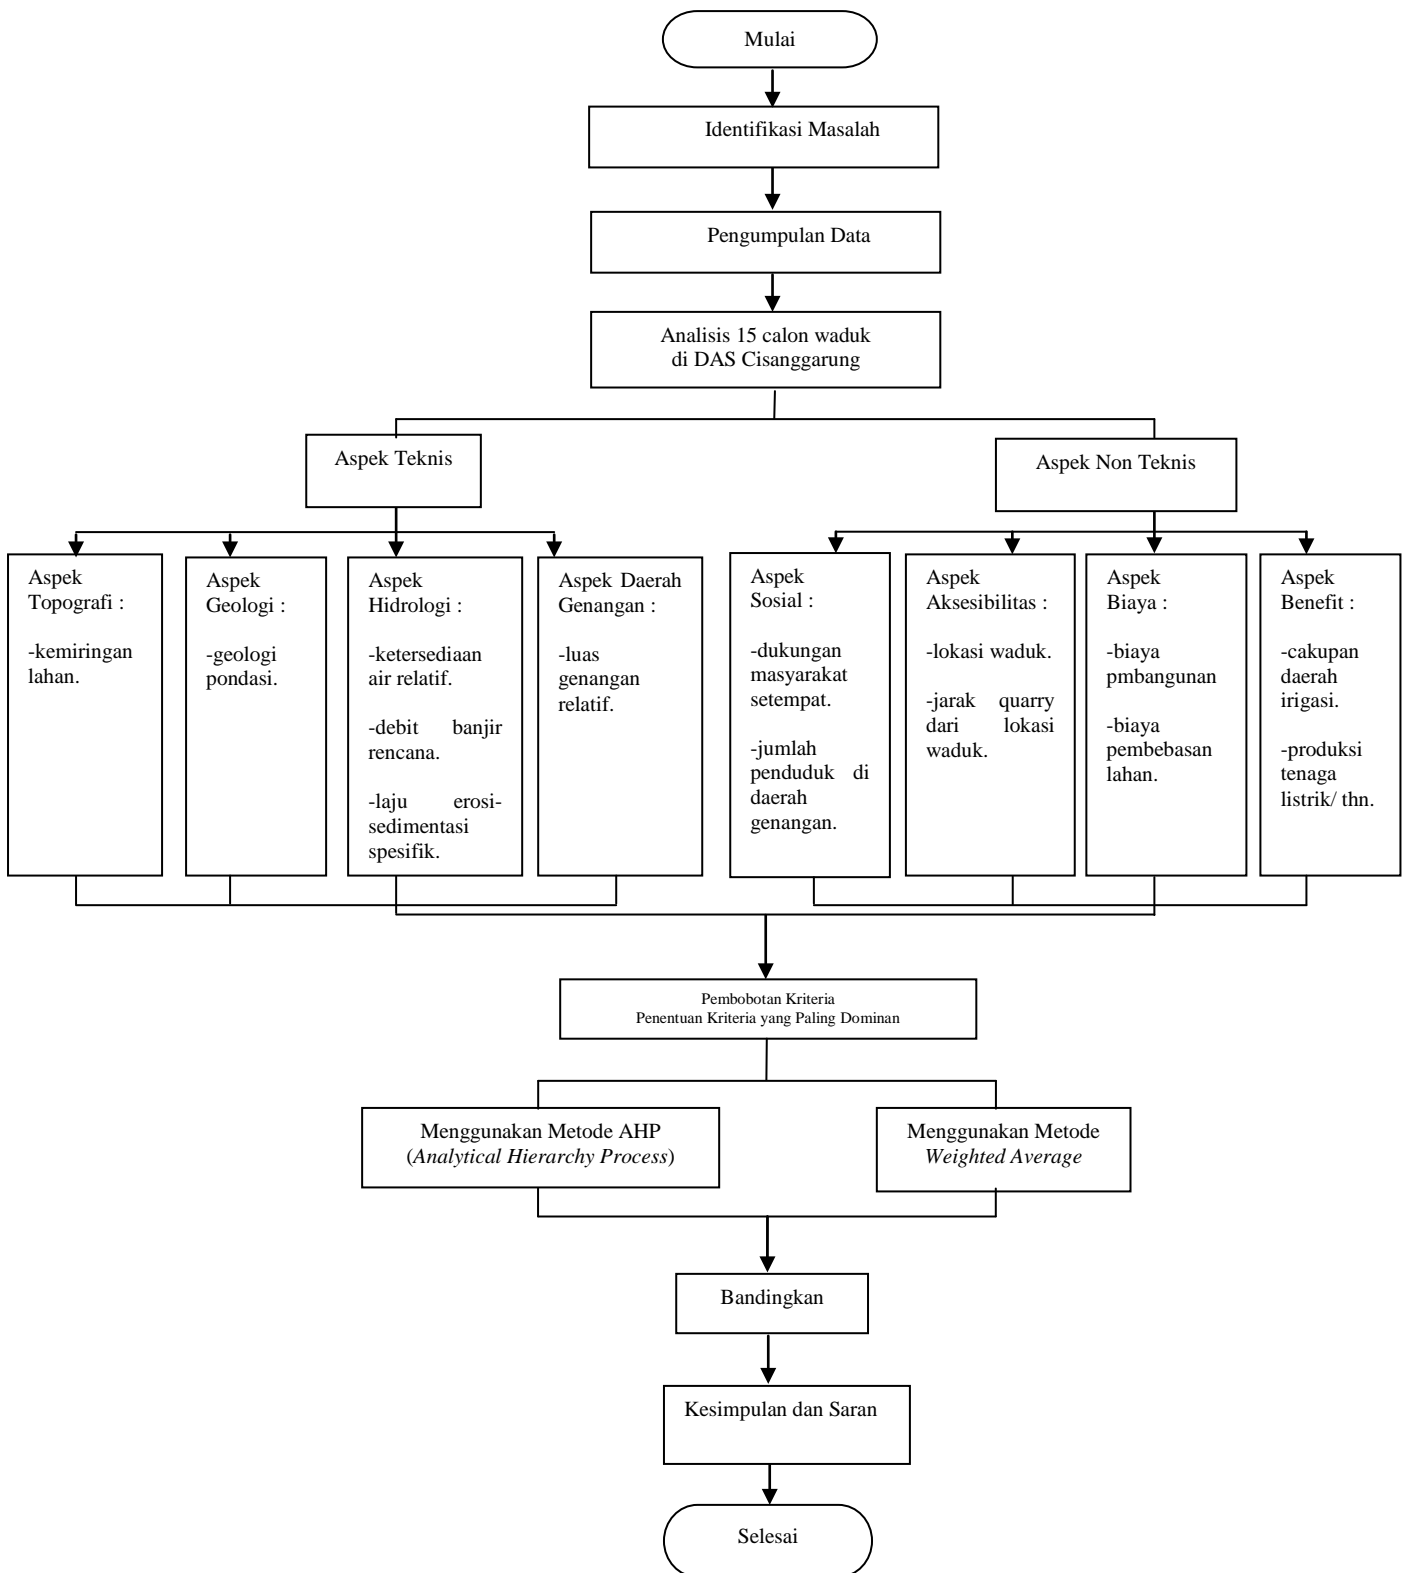 Mulai
Identifikasi Masalah
Pengumpulan Data
Analisis 15 calon waduk
di DAS Cisanggarung
Aspek Teknis
Aspek Non Teknis
Aspek
Topografi :
-kemiringan
lahan.
Aspek
Geologi :
-geologi
pondasi.
Aspek
Hidrologi :
-ketersediaan
air relatif.
-debit banjir
rencana.
-laju erosi-
sedimentasi
spesifik.
Aspek Daerah
Genangan :
-luas
genangan
relatif.
Aspek
Sosial :
-dukungan
masyarakat
setempat.
-jumlah
penduduk di
daerah
genangan.
Aspek
Aksesibilitas :
-lokasi waduk.
-jarak quarry
dari lokasi
waduk.
Aspek
Biaya :
-biaya
pmbangunan
-biaya
pembebasan
lahan.
Aspek
Benefit :
-cakupan
daerah
irigasi.
-produksi
tenaga
listrik/ thn.
Pembobotan Kriteria
Penentuan Kriteria yang Paling Dominan
Menggunakan Metode AHP
(Analytical Hierarchy Process)
Menggunakan Metode
Weighted Average
Bandingkan
Kesimpulan dan Saran
Selesai